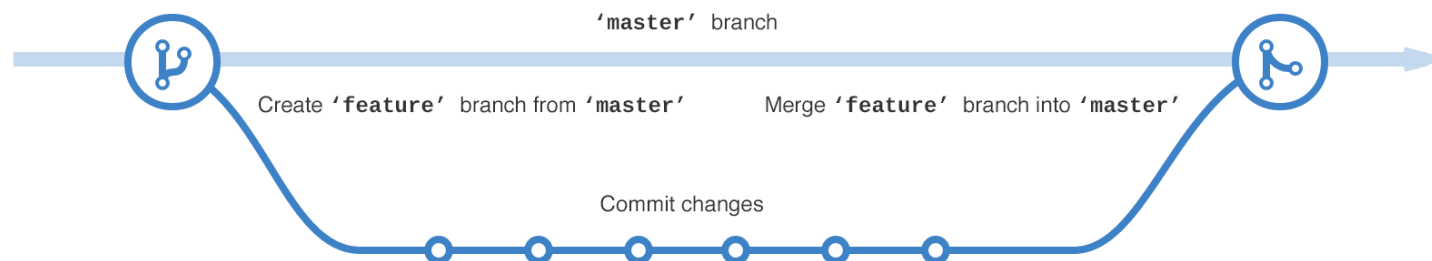 ‘master’ branch
Create ‘feature’ branch from ‘master’
Merge ‘feature’ branch into ‘master’
Commit changes